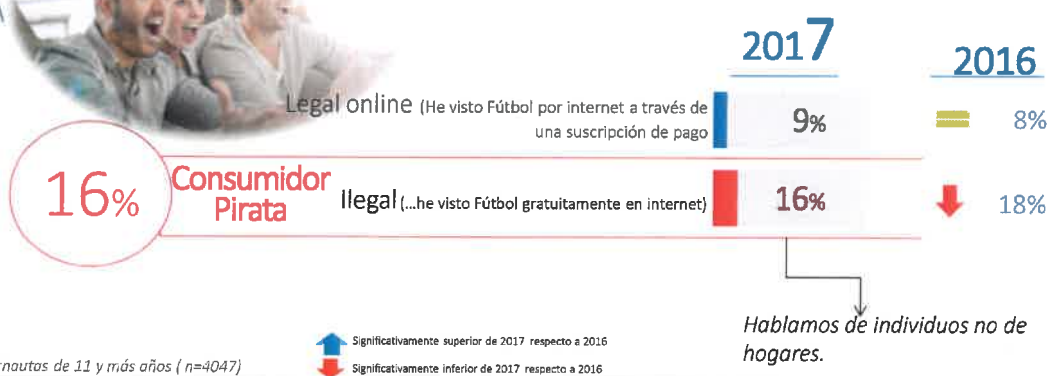 2017
2016
Legal online (He visto Fútbol por internet a través de
una suscripción de pago
9%
8%
16%
Consumidor
Pirata
Ilegal (...he visto Fútbol gratuitamente en internet)
16%
18%
Hablamos de individuos no de
hogares.
Significativamente superior de 2017 respecto a 2016
Significativamente inferior de 2017 respecto a 2016
de 11 y más años ( n=4047)